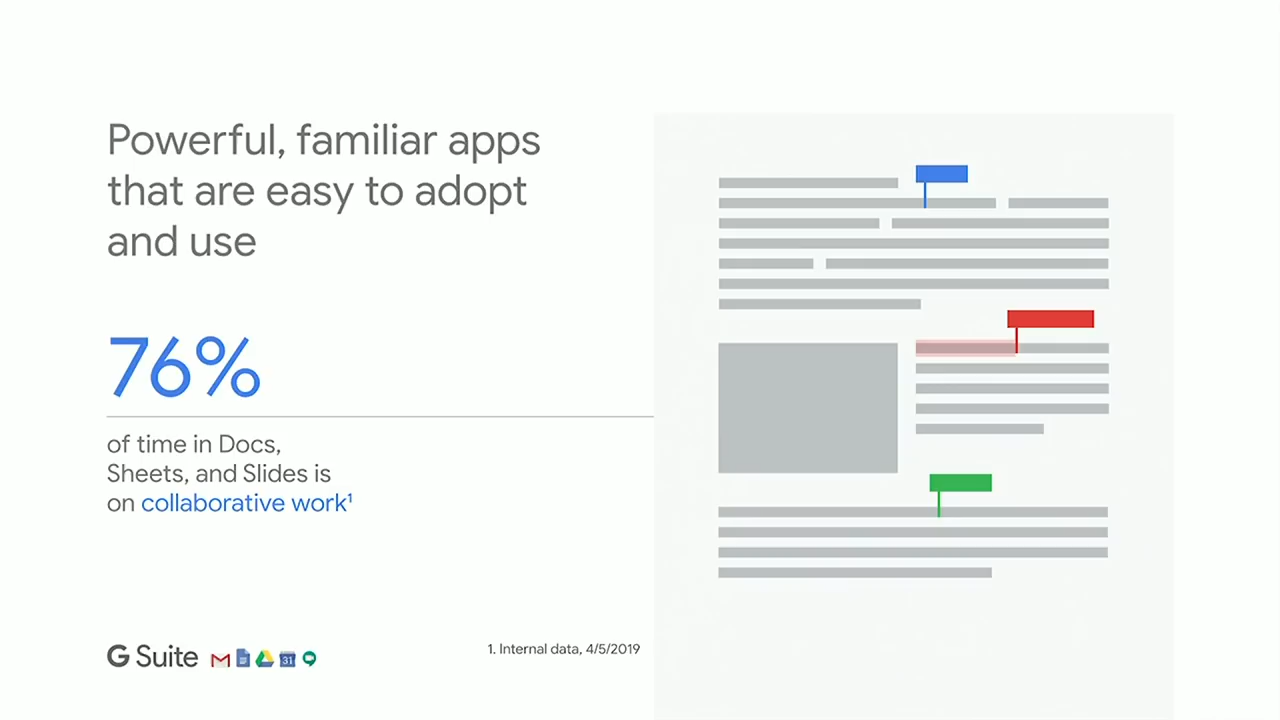 Powerful, familiar apps
that are easy to adopt
and use
76%
of time in Docs,
Sheets, and Slides is
on collaborative work¹
G Suite
31
1. Internal data, 4/5/2019